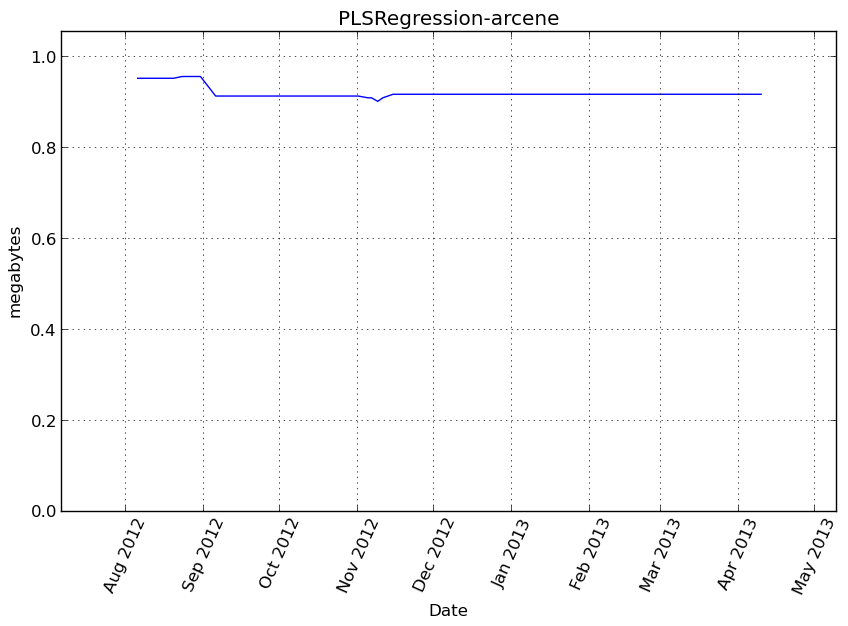 PLSRegression-arcene
1.0
0.8
0.6
0.4
0.2
0.0
megabytes
Aug 2012
Sep 2012
Oct 2012
Nov 2012
Dec 2012
Jan 2013
Feb 2013
Mar 2013
Apr 2013
May 2013
Date